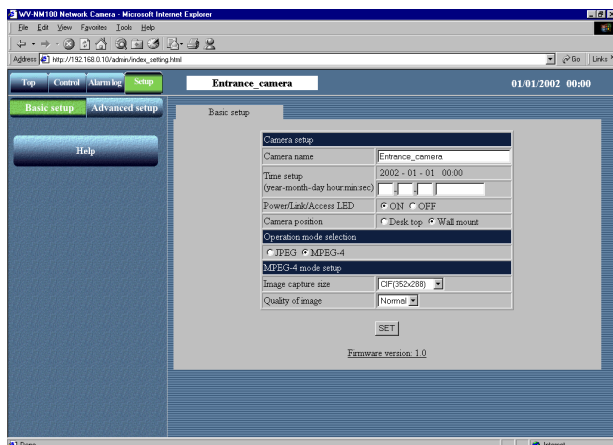 WV-NM100 Network Camera - Microsoft Internet Explorer
File Edit View Favorites Tools Help
Address http://192.168.0.10/admin/index_setting.html Go Links
Top Control Alarm log Setup Entrance_camera 01/01/2002 00:00
Basic setup Advanced setup
Basic setup
Help
Camera setup
Camera name Entrance_camera
Time setup
(year-month-day hour:min:sec)
2002 - 01 - 01 00:00
- -
Power/Link/Access LED ON OFF
Camera position Desk top Wall mount
Operation mode selection
JPEG MPEG-4
MPEG-4 mode setup
Image capture size CIF(352x288)
Quality of image Normal
SET
Firmware version: 1.0
Done Internet